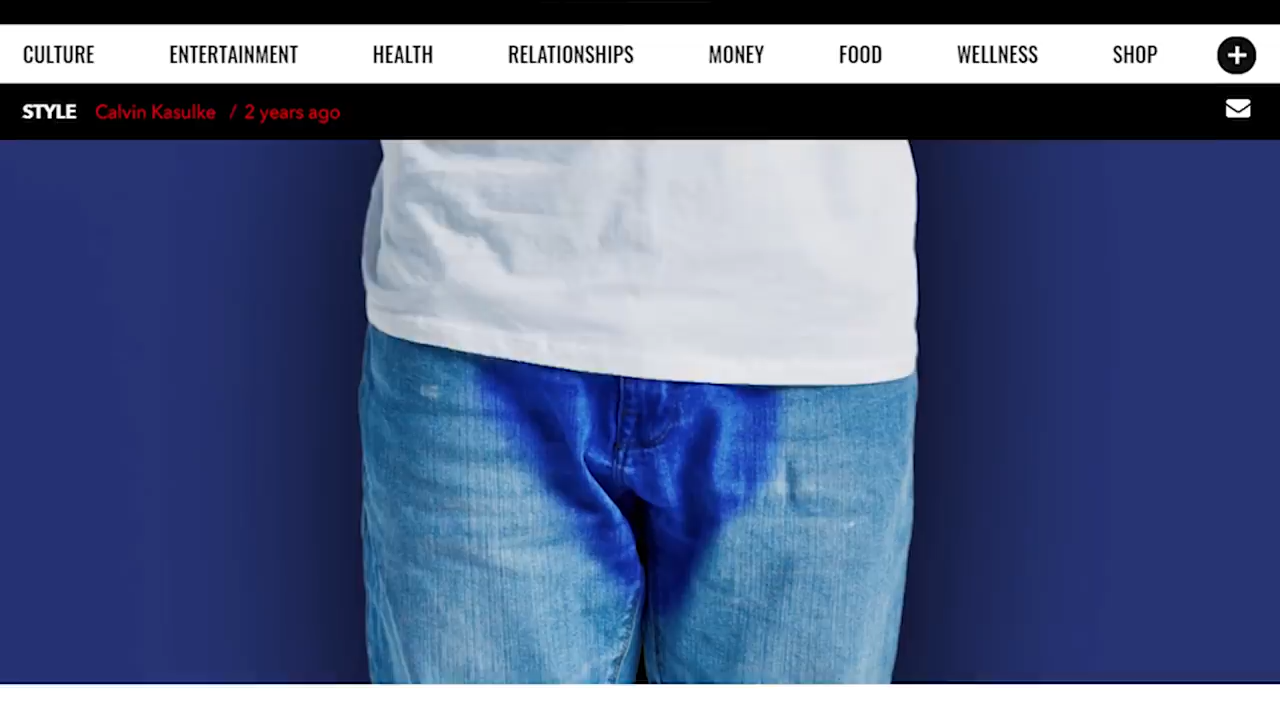 CULTURE ENTERTAINMENT HEALTH RELATIONSHIPS MONEY FOOD WELLNESS SHOP
STYLE Calvin Kasulke / 2 years ago